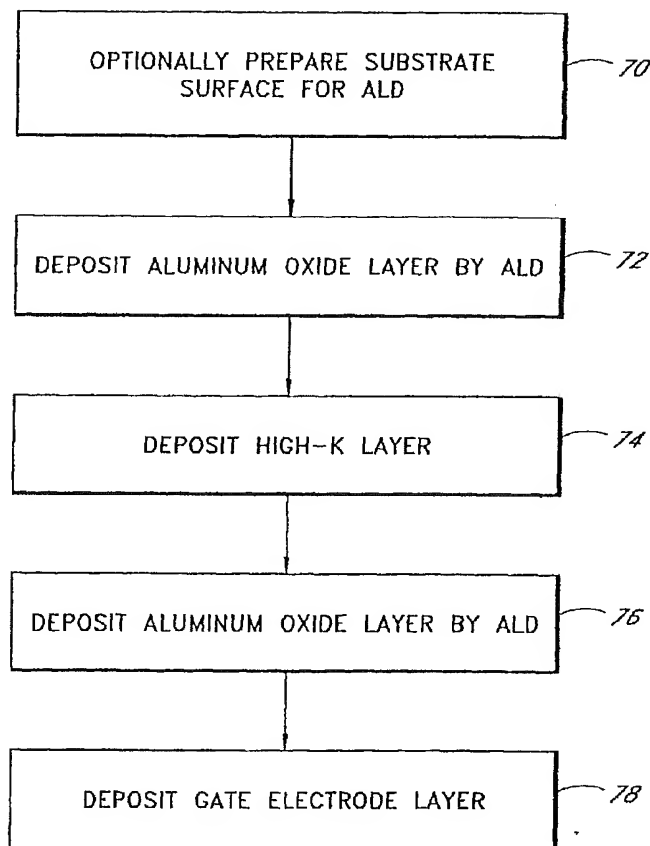 OPTIONALLY PREPARE SUBSTRATE
SURFACE FOR ALD
70
DEPOSIT ALUMINUM OXIDE LAYER BY ALD
72
DEPOSIT HIGH-K LAYER
74
DEPOSIT ALUMINUM OXIDE LAYER BY ALD
76
DEPOSIT GATE ELECTRODE LAYER
78